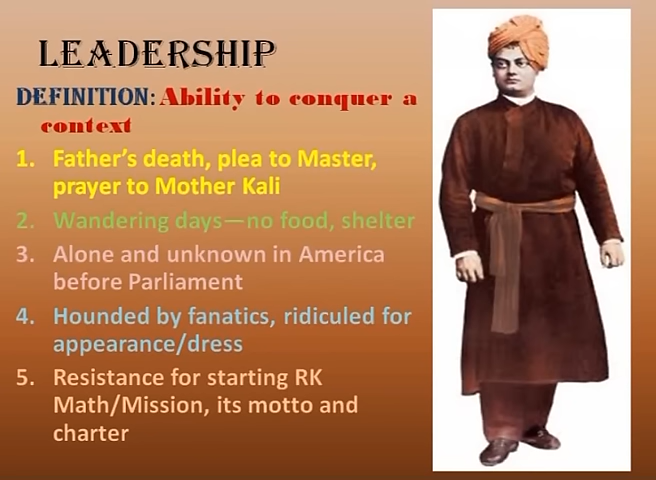 LEADERSHIP
DEFINITION: Ability to conquer a
context
1. Father's death, plea to Master,
prayer to Mother Kali
2. Wandering days—no food, shelter
3. Alone and unknown in America
before Parliament
4. Hounded by fanatics, ridiculed for
appearance/dress
5. Resistance for starting RK
Math/Mission, its motto and
charter